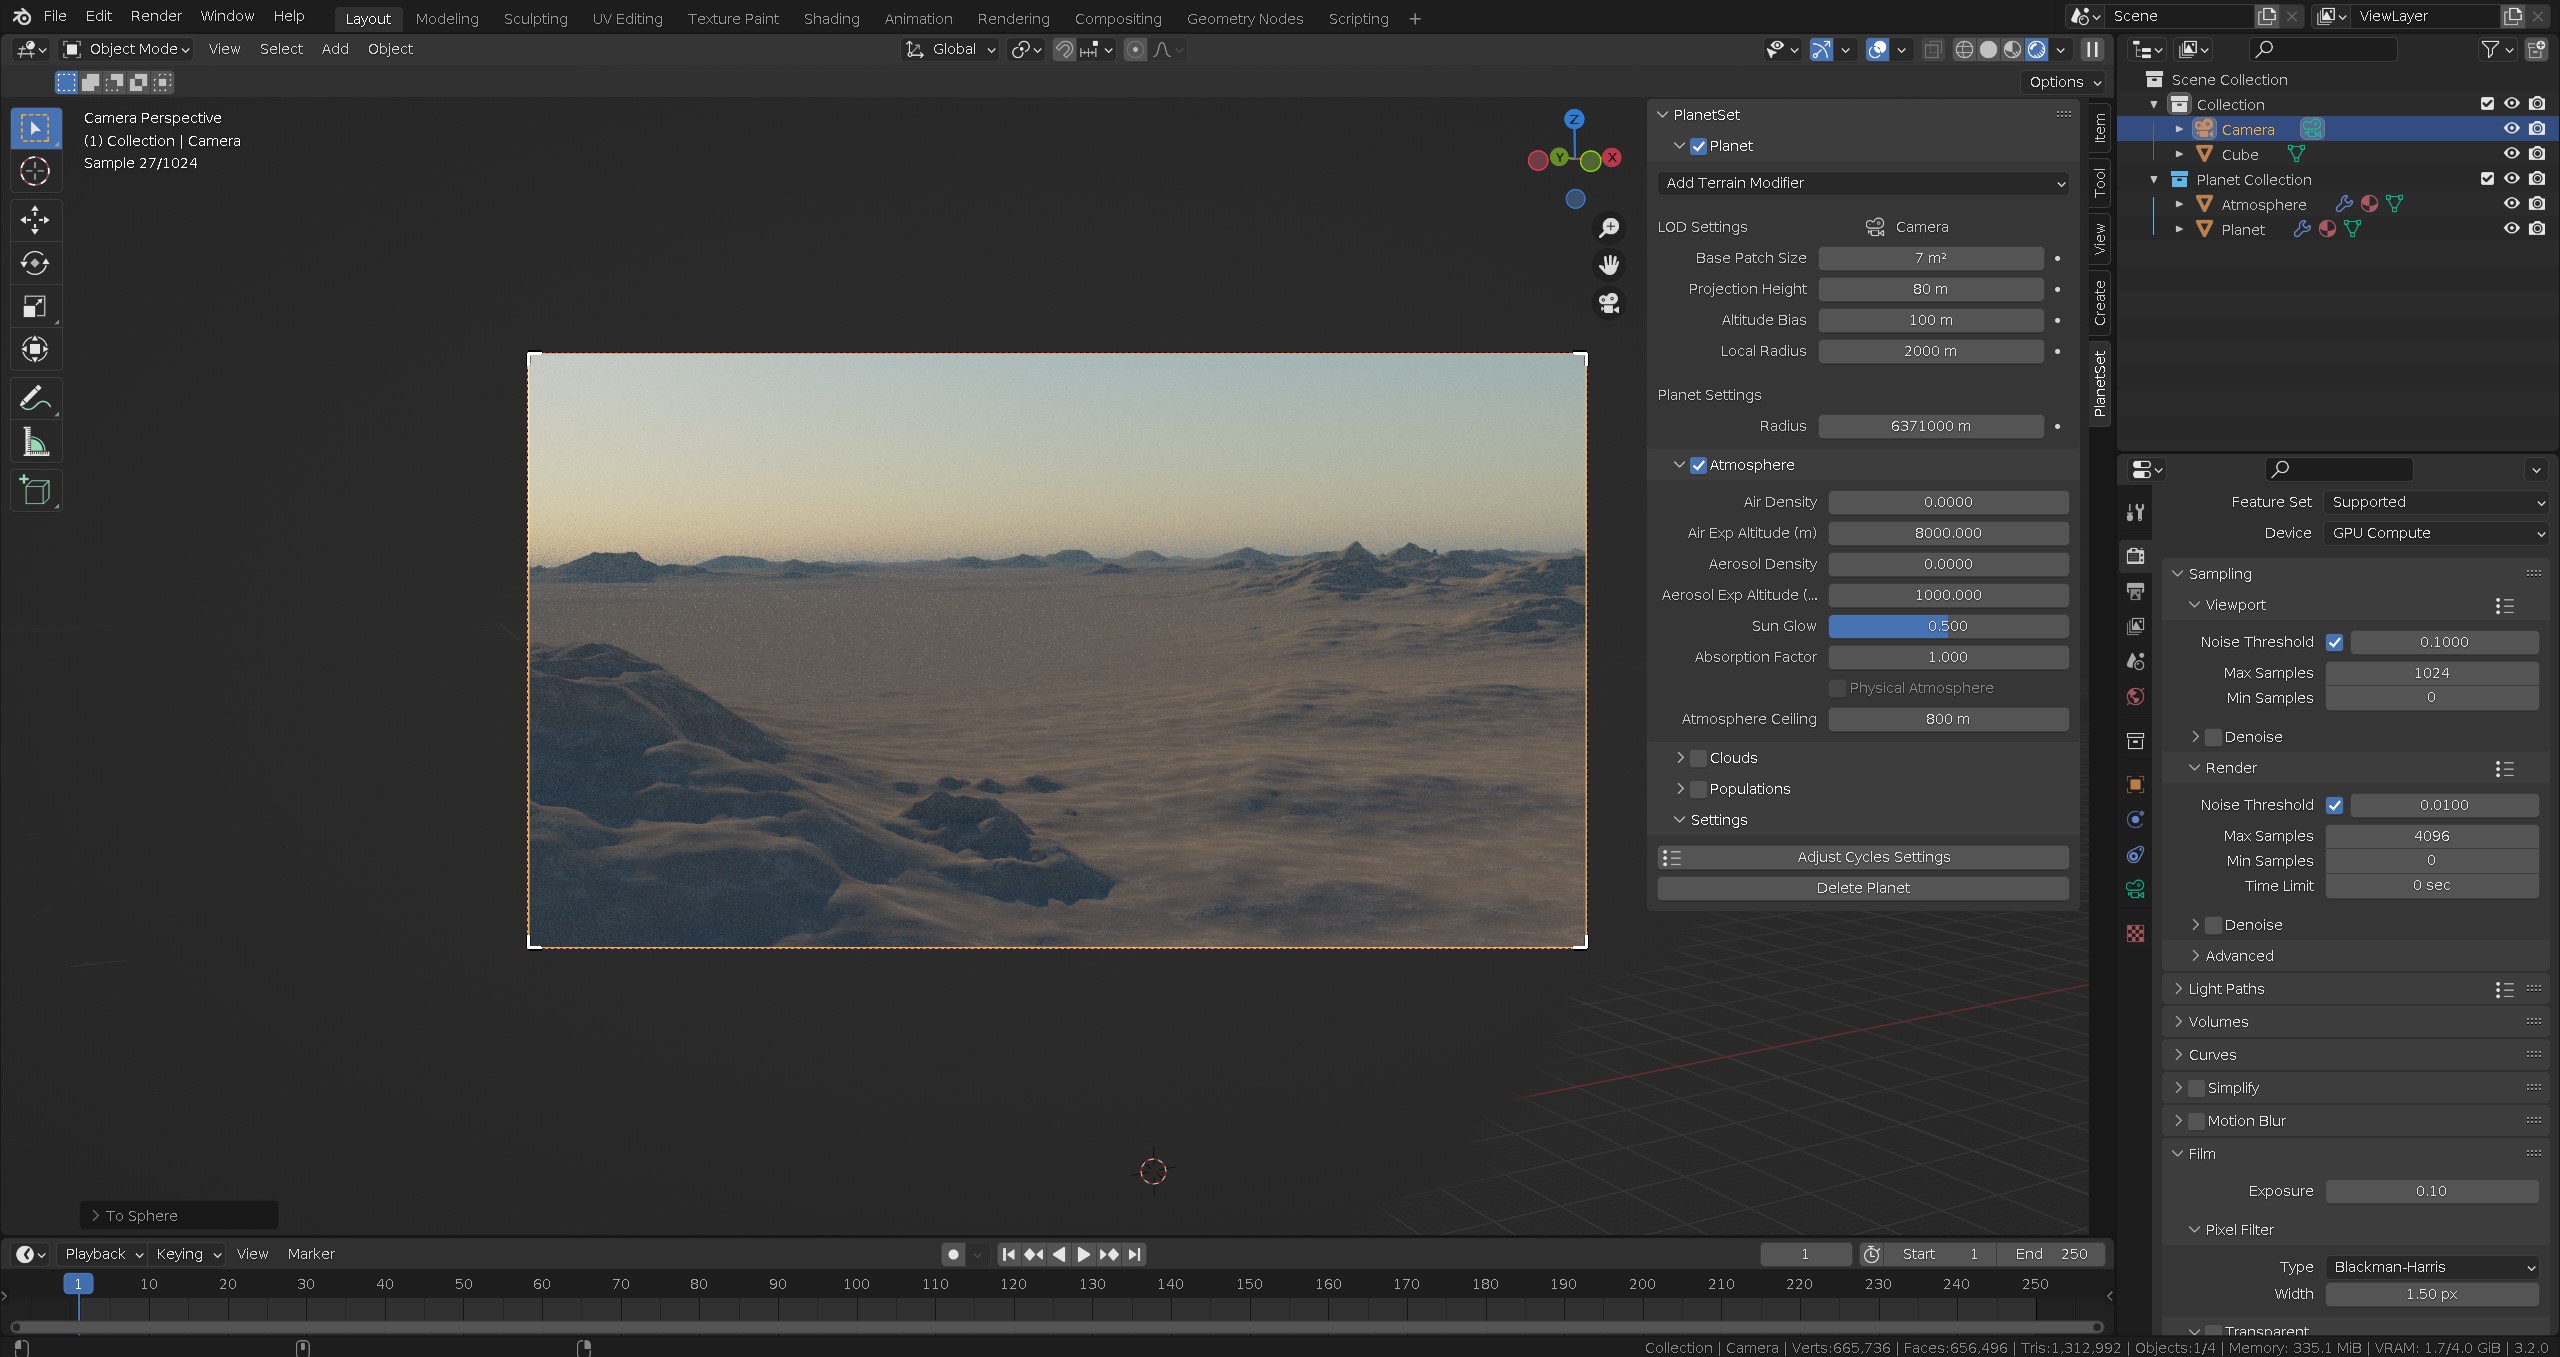 File Edit Render Window Help Layout Modeling Sculpting UV Editing Texture Paint Shading Animation Rendering Compositing Geometry Nodes Scripting + Scene ViewLayer
Object Mode View Select Add Object Global
Options
Camera Perspective
(1) Collection | Camera
Sample 27/1024
Z
Y X
PlanetSet
Planet
Add Terrain Modifier
LOD Settings Camera
Base Patch Size 7 m²
Projection Height 80 m
Altitude Bias 100 m
Local Radius 2000 m
Planet Settings
Radius 6371000 m
Atmosphere
Air Density 0.0000
Air Exp Altitude (m) 8000.000
Aerosol Density 0.0000
Aerosol Exp Altitude (... 1000.000
Sun Glow 0.500
Absorption Factor 1.000
Physical Atmosphere
Atmosphere Ceiling 800 m
Clouds
Populations
Settings
Adjust Cycles Settings
Delete Planet
Item
Tool
View
Create
PlanetSet
Scene Collection
Collection
Camera
Cube
Planet Collection
Atmosphere
Planet
Feature Set Supported
Device GPU Compute
Sampling
Viewport
Noise Threshold 0.1000
Max Samples 1024
Min Samples 0
Denoise
Render
Noise Threshold 0.0100
Max Samples 4096
Min Samples 0
Time Limit 0 sec
Denoise
Advanced
Light Paths
Volumes
Curves
Simplify
Motion Blur
Film
Exposure 0.10
Pixel Filter
Type Blackman-Harris
Width 1.50 px
Transparent
To Sphere
Playback Keying View Marker 1 Start 1 End 250
1 10 20 30 40 50 60 70 80 90 100 110 120 130 140 150 160 170 180 190 200 210 220 230 240 250
Collection | Camera | Verts:665,736 | Faces:656,496 | Tris:1,312,992 | Objects:1/4 | Memory: 335.1 MiB | VRAM: 1.7/4.0 GiB | 3.2.0